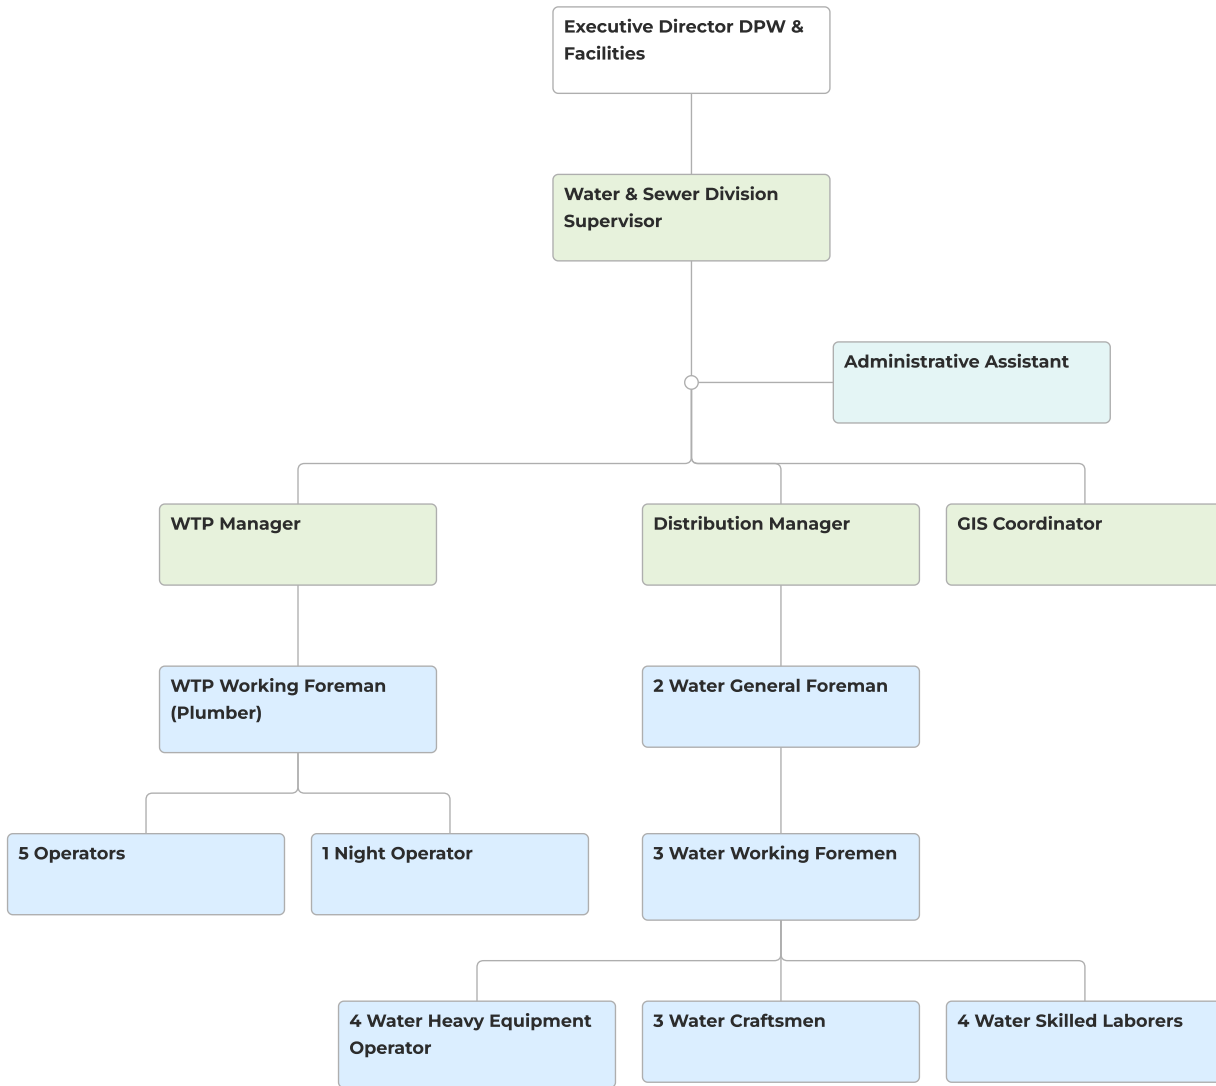 Executive Director DPW &
Facilities
Water & Sewer Division
Supervisor
Administrative Assistant
WTP Manager
Distribution Manager
GIS Coordinator
WTP Working Foreman
(Plumber)
2 Water General Foreman
5 Operators
1 Night Operator
3 Water Working Foremen
4 Water Heavy Equipment
Operator
3 Water Craftsmen
4 Water Skilled Laborers